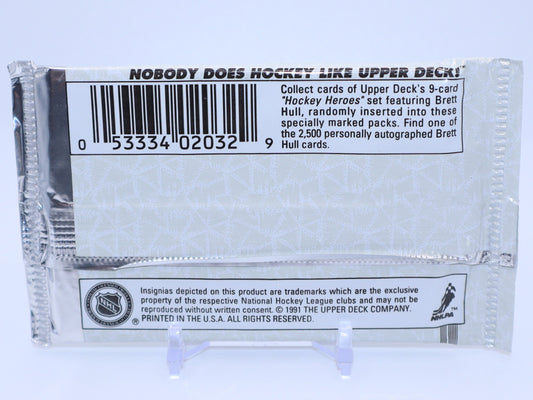 NOBODY DOES HOCKEY LIKE UPPER DECK!™
Collect cards of Upper Deck's 9-card
"Hockey Heroes" set featuring Brett
Hull, randomly inserted into these
specially marked packs. Find one of
the 2,500 personally autographed Brett
Hull cards.
0 53334 02032 9
Insignias depicted on this product are trademarks which are the exclusive
property of the respective National Hockey League clubs and may not be
reproduced without written consent. © 1991 THE UPPER DECK COMPANY.
PRINTED IN THE U.S.A. ALL RIGHTS RESERVED.
NHL
®
NHLPA
™